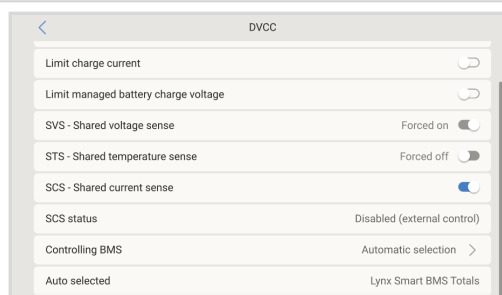 DVCC
Limit charge current
Limit managed battery charge voltage
SVS - Shared voltage sense Forced on
STS - Shared temperature sense Forced off
SCS - Shared current sense
SCS status Disabled (external control)
Controlling BMS Automatic selection
Auto selected Lynx Smart BMS Totals